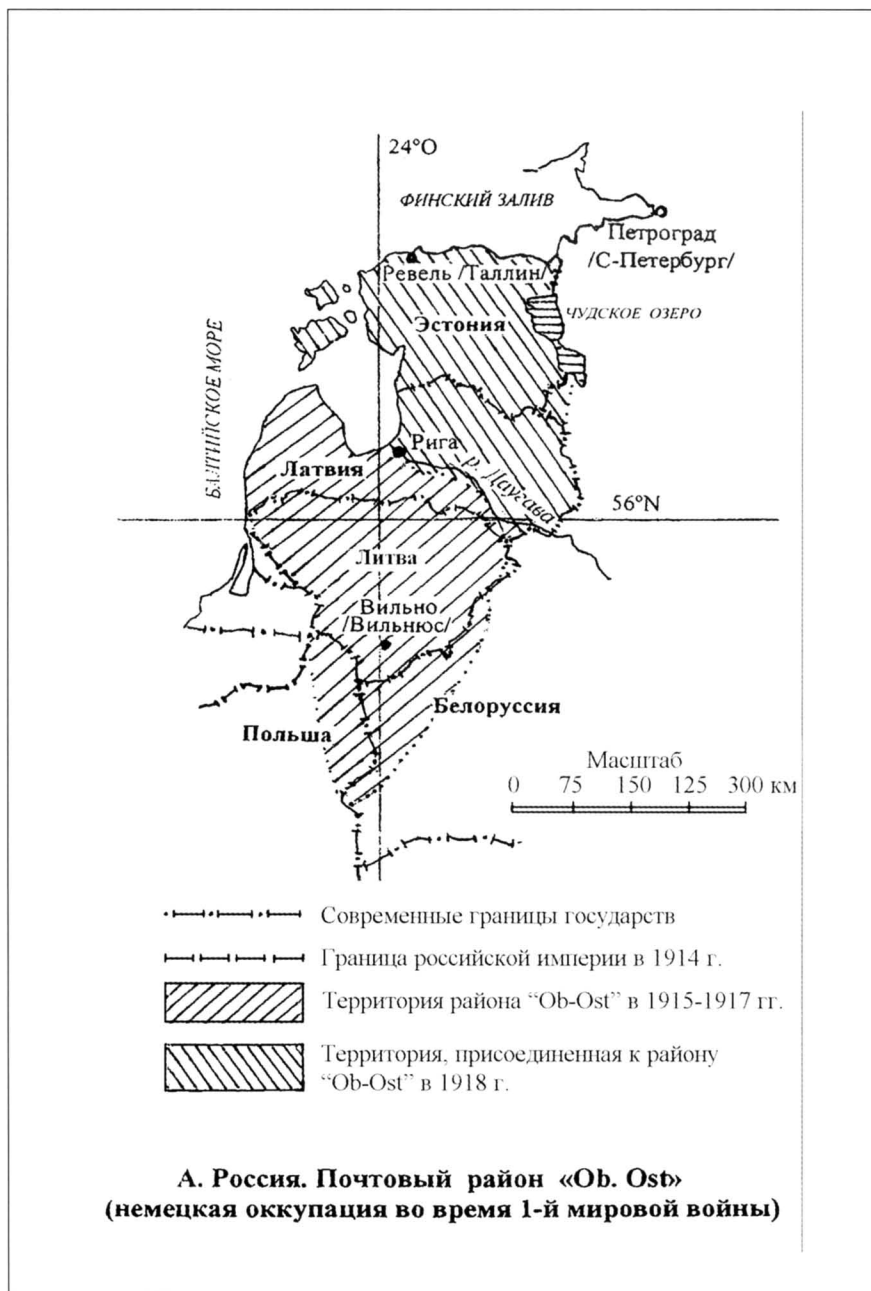 24°О
ФИНСКИЙ ЗАЛИВ
Петроград
/С-Петербург/
Ревель /Таллин/
ЧУДСКОЕ ОЗЕРО
Эстония
БАЛТИЙСКОЕ МОРЕ
Рига
р. Даугава
Латвия
56°N
Литва
Вильно
/Вильнюс/
Белоруссия
Польша
Масштаб
0 75 150 125 300 км
Современные границы государств
Граница российской империи в 1914 г.
Территория района “Ob-Ost” в 1915-1917 гг.
Территория, присоединенная к району
“Ob-Ost” в 1918 г.
А. Россия. Почтовый район «Ob. Ost»
(немецкая оккупация во время 1-й мировой войны)